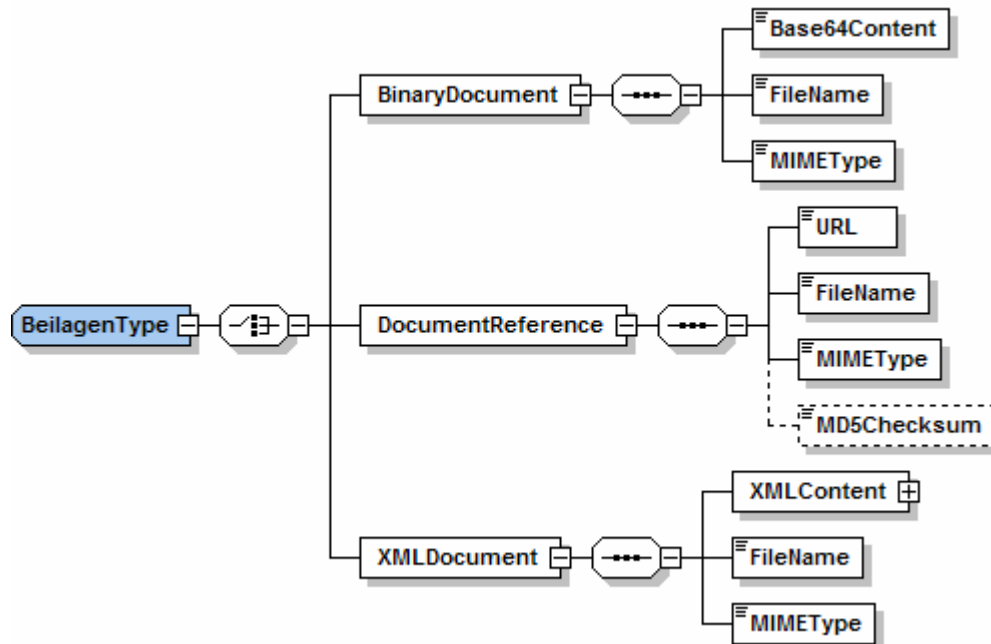 Base64Content
BinaryDocument
FileName
MIMEType
URL
FileName
BeilagenType
DocumentReference
MIMEType
MD5Checksum
XMLContent
XMLDocument
FileName
MIMEType